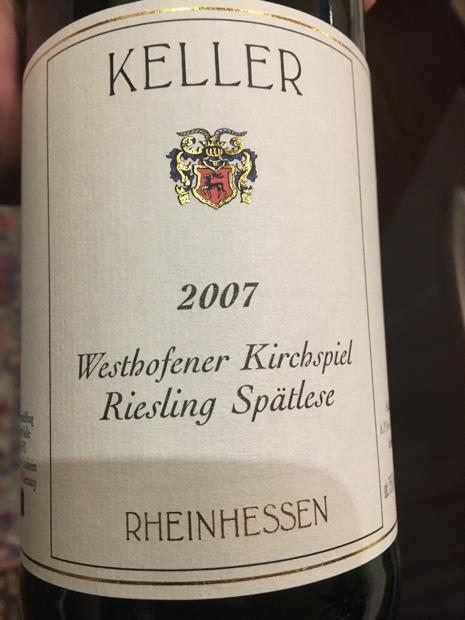 KELLER
2007
Westhofener Kirchspiel
Riesling Spätlese
RHEINHESSEN